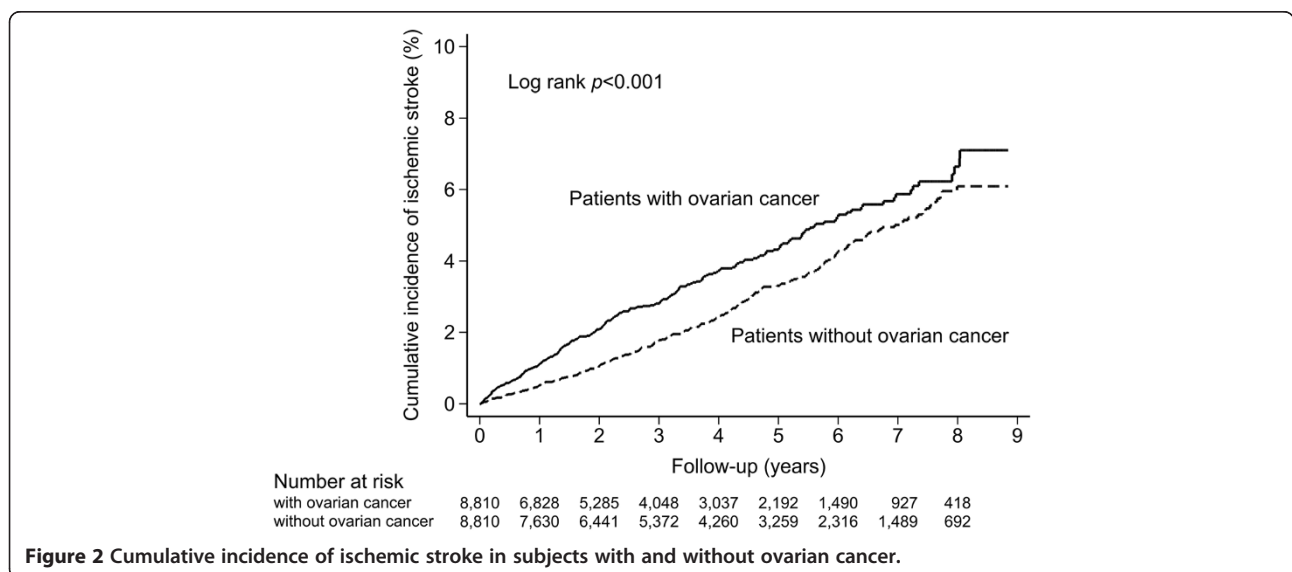 Cumulative incidence of ischemic stroke (%)
10
8
6
4
2
0
Log rank p<0.001
Patients with ovarian cancer
Patients without ovarian cancer
0 1 2 3 4 5 6 7 8 9
Follow-up (years)
Number at risk
with ovarian cancer 8,810 6,828 5,285 4,048 3,037 2,192 1,490 927 418
without ovarian cancer 8,810 7,630 6,441 5,372 4,260 3,259 2,316 1,489 692
Figure 2 Cumulative incidence of ischemic stroke in subjects with and without ovarian cancer.